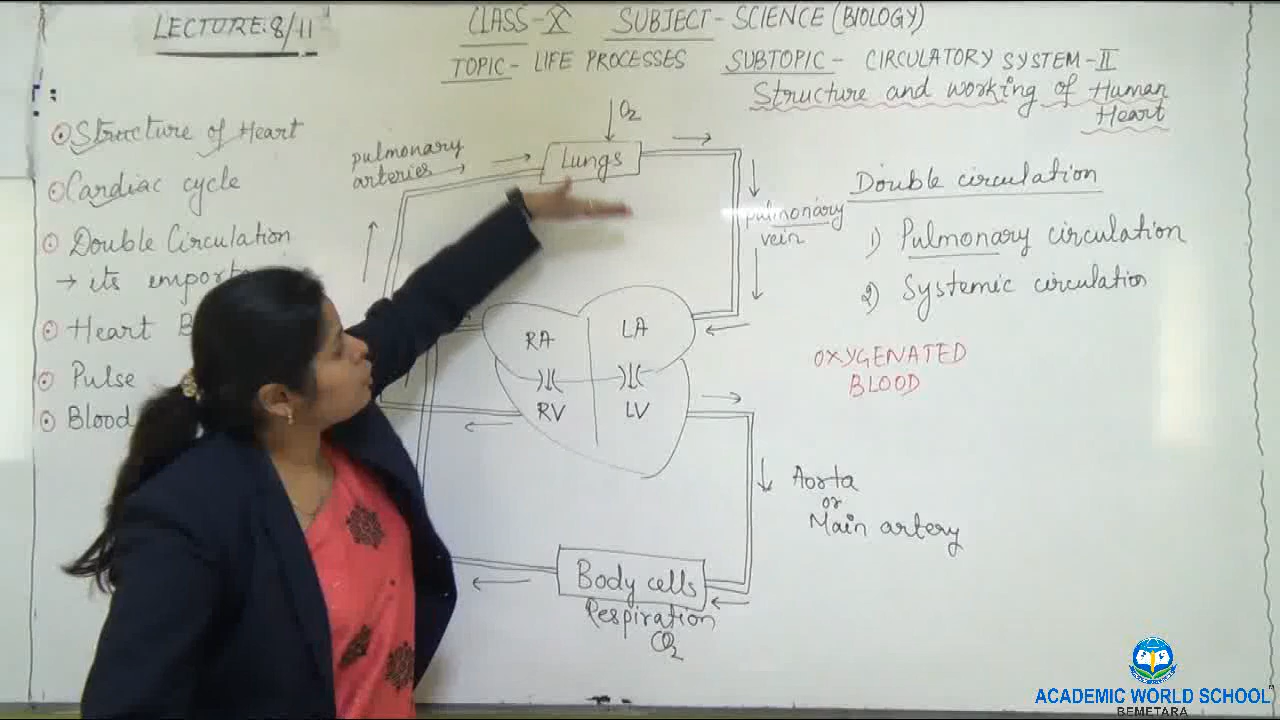 LECTURE:8/11
CLASS-X SUBJECT- SCIENCE (BIOLOGY)
TOPIC- LIFE PROCESSES SUBTOPIC- CIRCULATORY SYSTEM-II
Structure and working of Human
Heart
Structure of Heart
Cardiac cycle
Double Circulation
→ its
Heart
Pulse
Blood
O2
Lungs
pulmonary
arteries
pulmonary
vein
RA LA
RV LV
Aorta
or
Main artery
Body cells
Respiration
CO2
Double circulation
1) Pulmonary circulation
2) Systemic circulation
OXYGENATED
BLOOD
ACADEMIC WORLD SCHOOL
BEMETARA